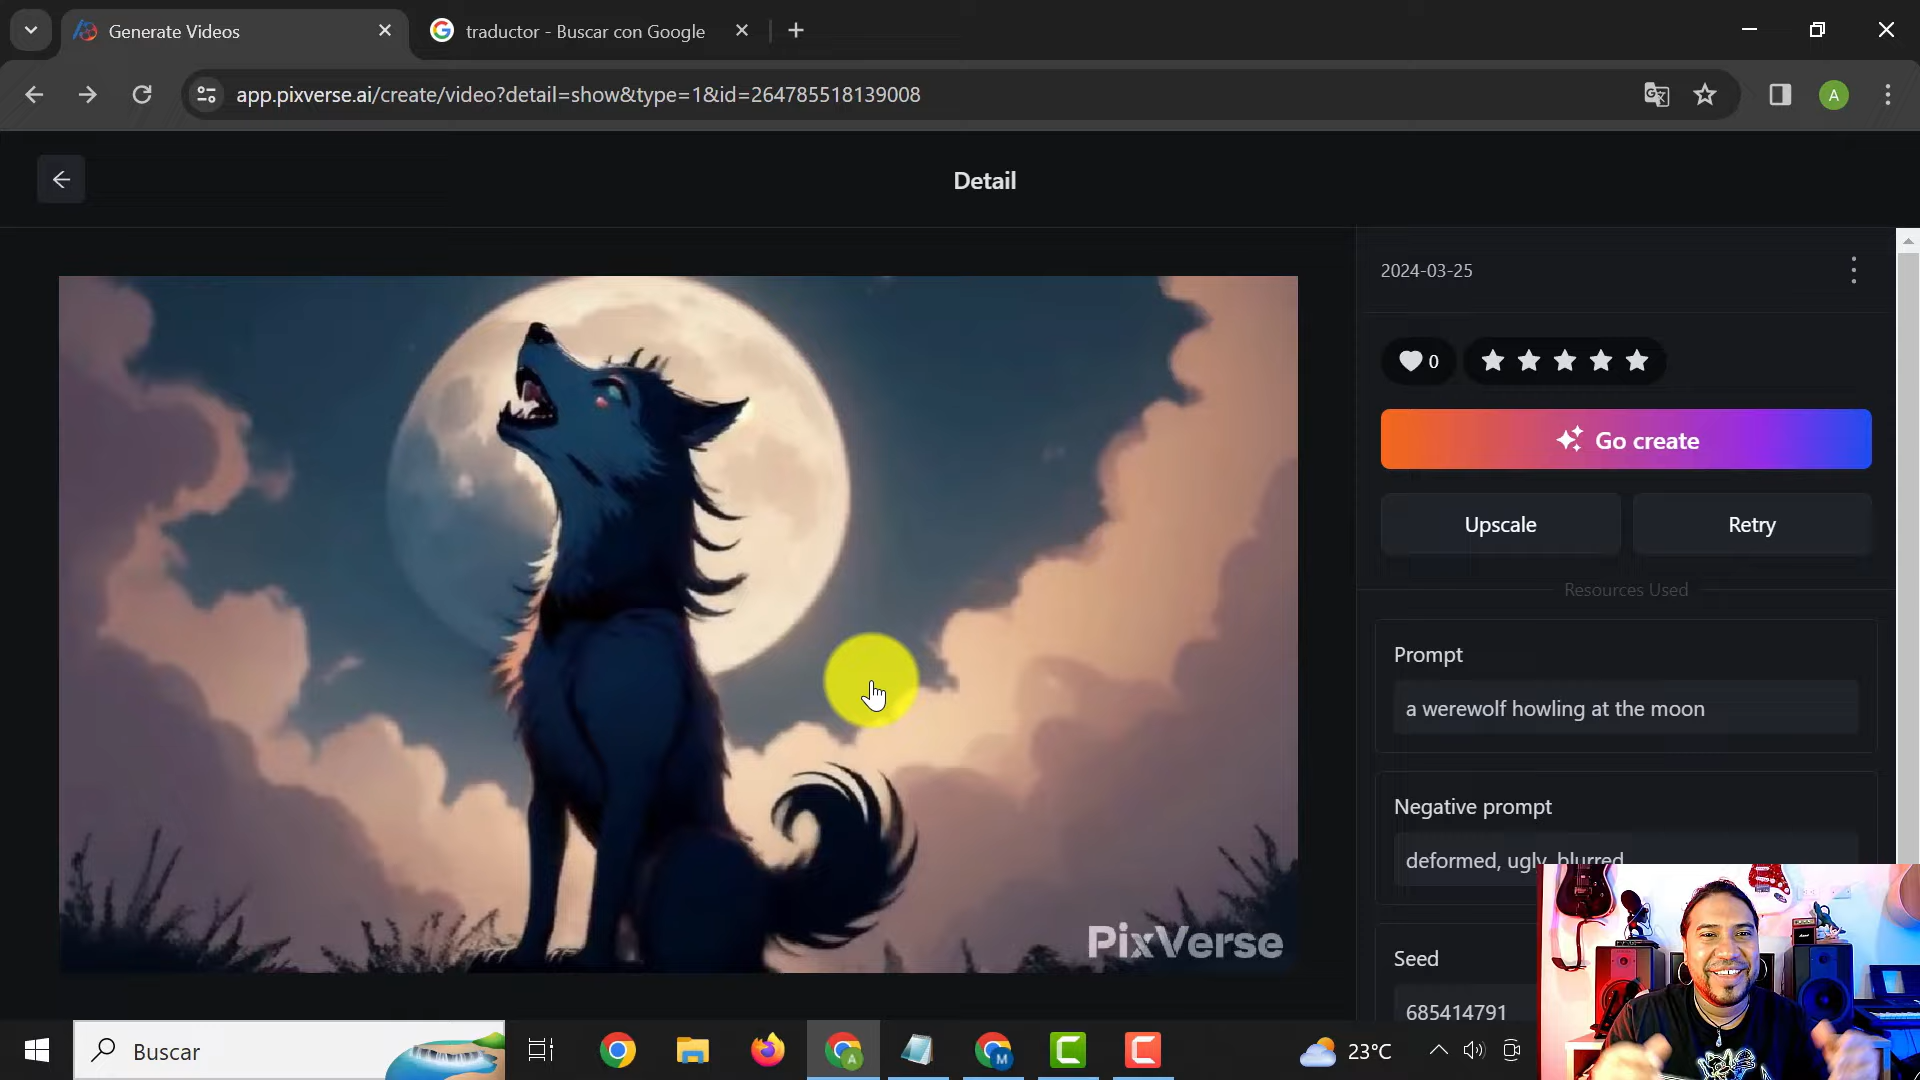 Generate Videos
traductor - Buscar con Google
app.pixverse.ai/create/video?detail=show&type=1&id=264785518139008
A
Detail
2024-03-25
0
Go create
Upscale
Retry
Resources Used
Prompt
a werewolf howling at the moon
Negative prompt
deformed, ugly, blurred
Seed
685414791
PixVerse
Buscar
A
M
23°C